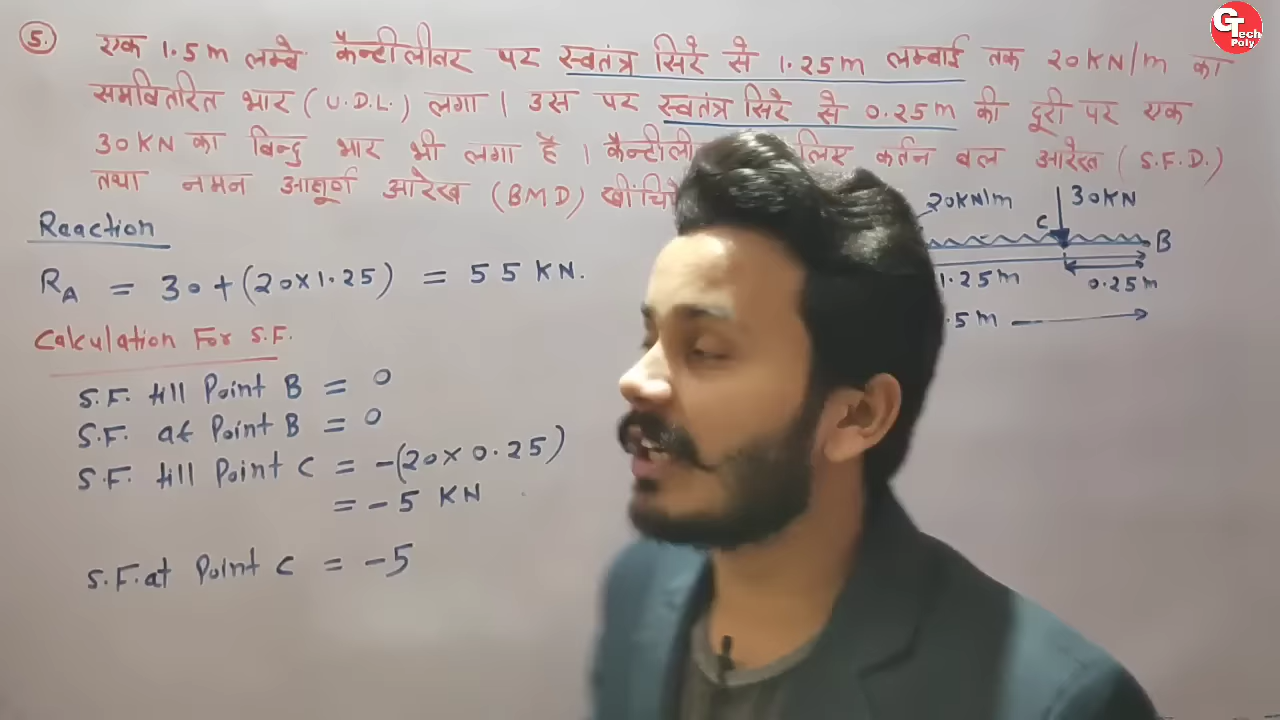 5. एक 1.5m लम्बे कैन्टीलीवर पर स्वतंत्र सिरे से 1.25m लम्बाई तक 20KN/m का
समवितरित भार (U.D.L.) लगा। उस पर स्वतंत्र सिरे से 0.25m की दूरी पर एक
30KN का बिन्दु भार भी लगा है। कर्तन बल आरेख (S.F.D.)
तथा नमन आघूर्ण आरेख (BMD)
Reaction
RA = 30+(20×1.25) = 55 KN.
Calculation For S.F.
S.F. till Point B = 0
S.F. at Point B = 0
S.F. till Point C = -(20×0.25)
= -5 KN
S.F. at Point C = -5
20KN/m
30KN
C
B
1.25m
0.25m
.5m
GTech Poly